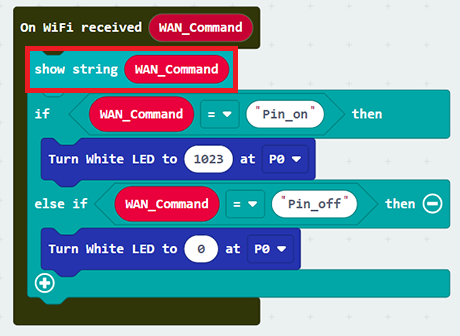 On WiFi received WAN_Command
show string WAN_Command
if WAN_Command = "Pin_on" then
Turn White LED to 1023 at P0
else if WAN_Command = "Pin_off" then
Turn White LED to 0 at P0